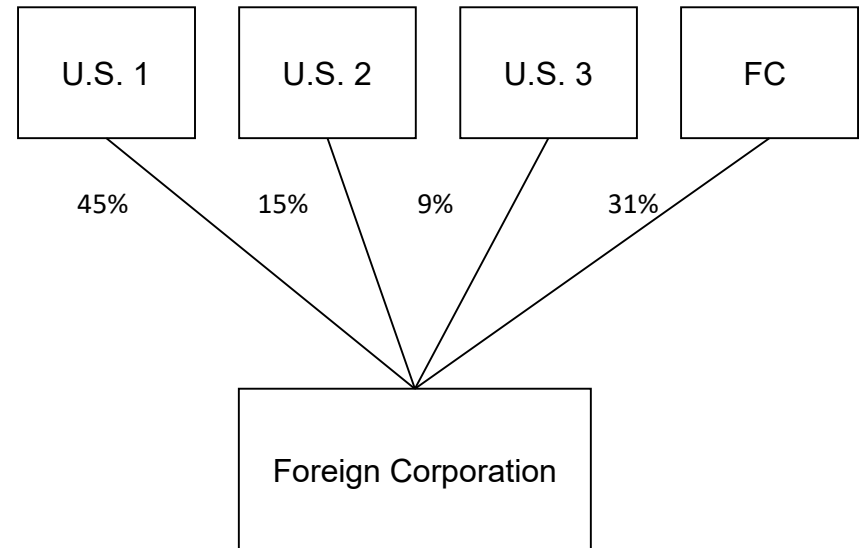 U.S. 1
U.S. 2
U.S. 3
FC
45%
15%
9%
31%
Foreign Corporation